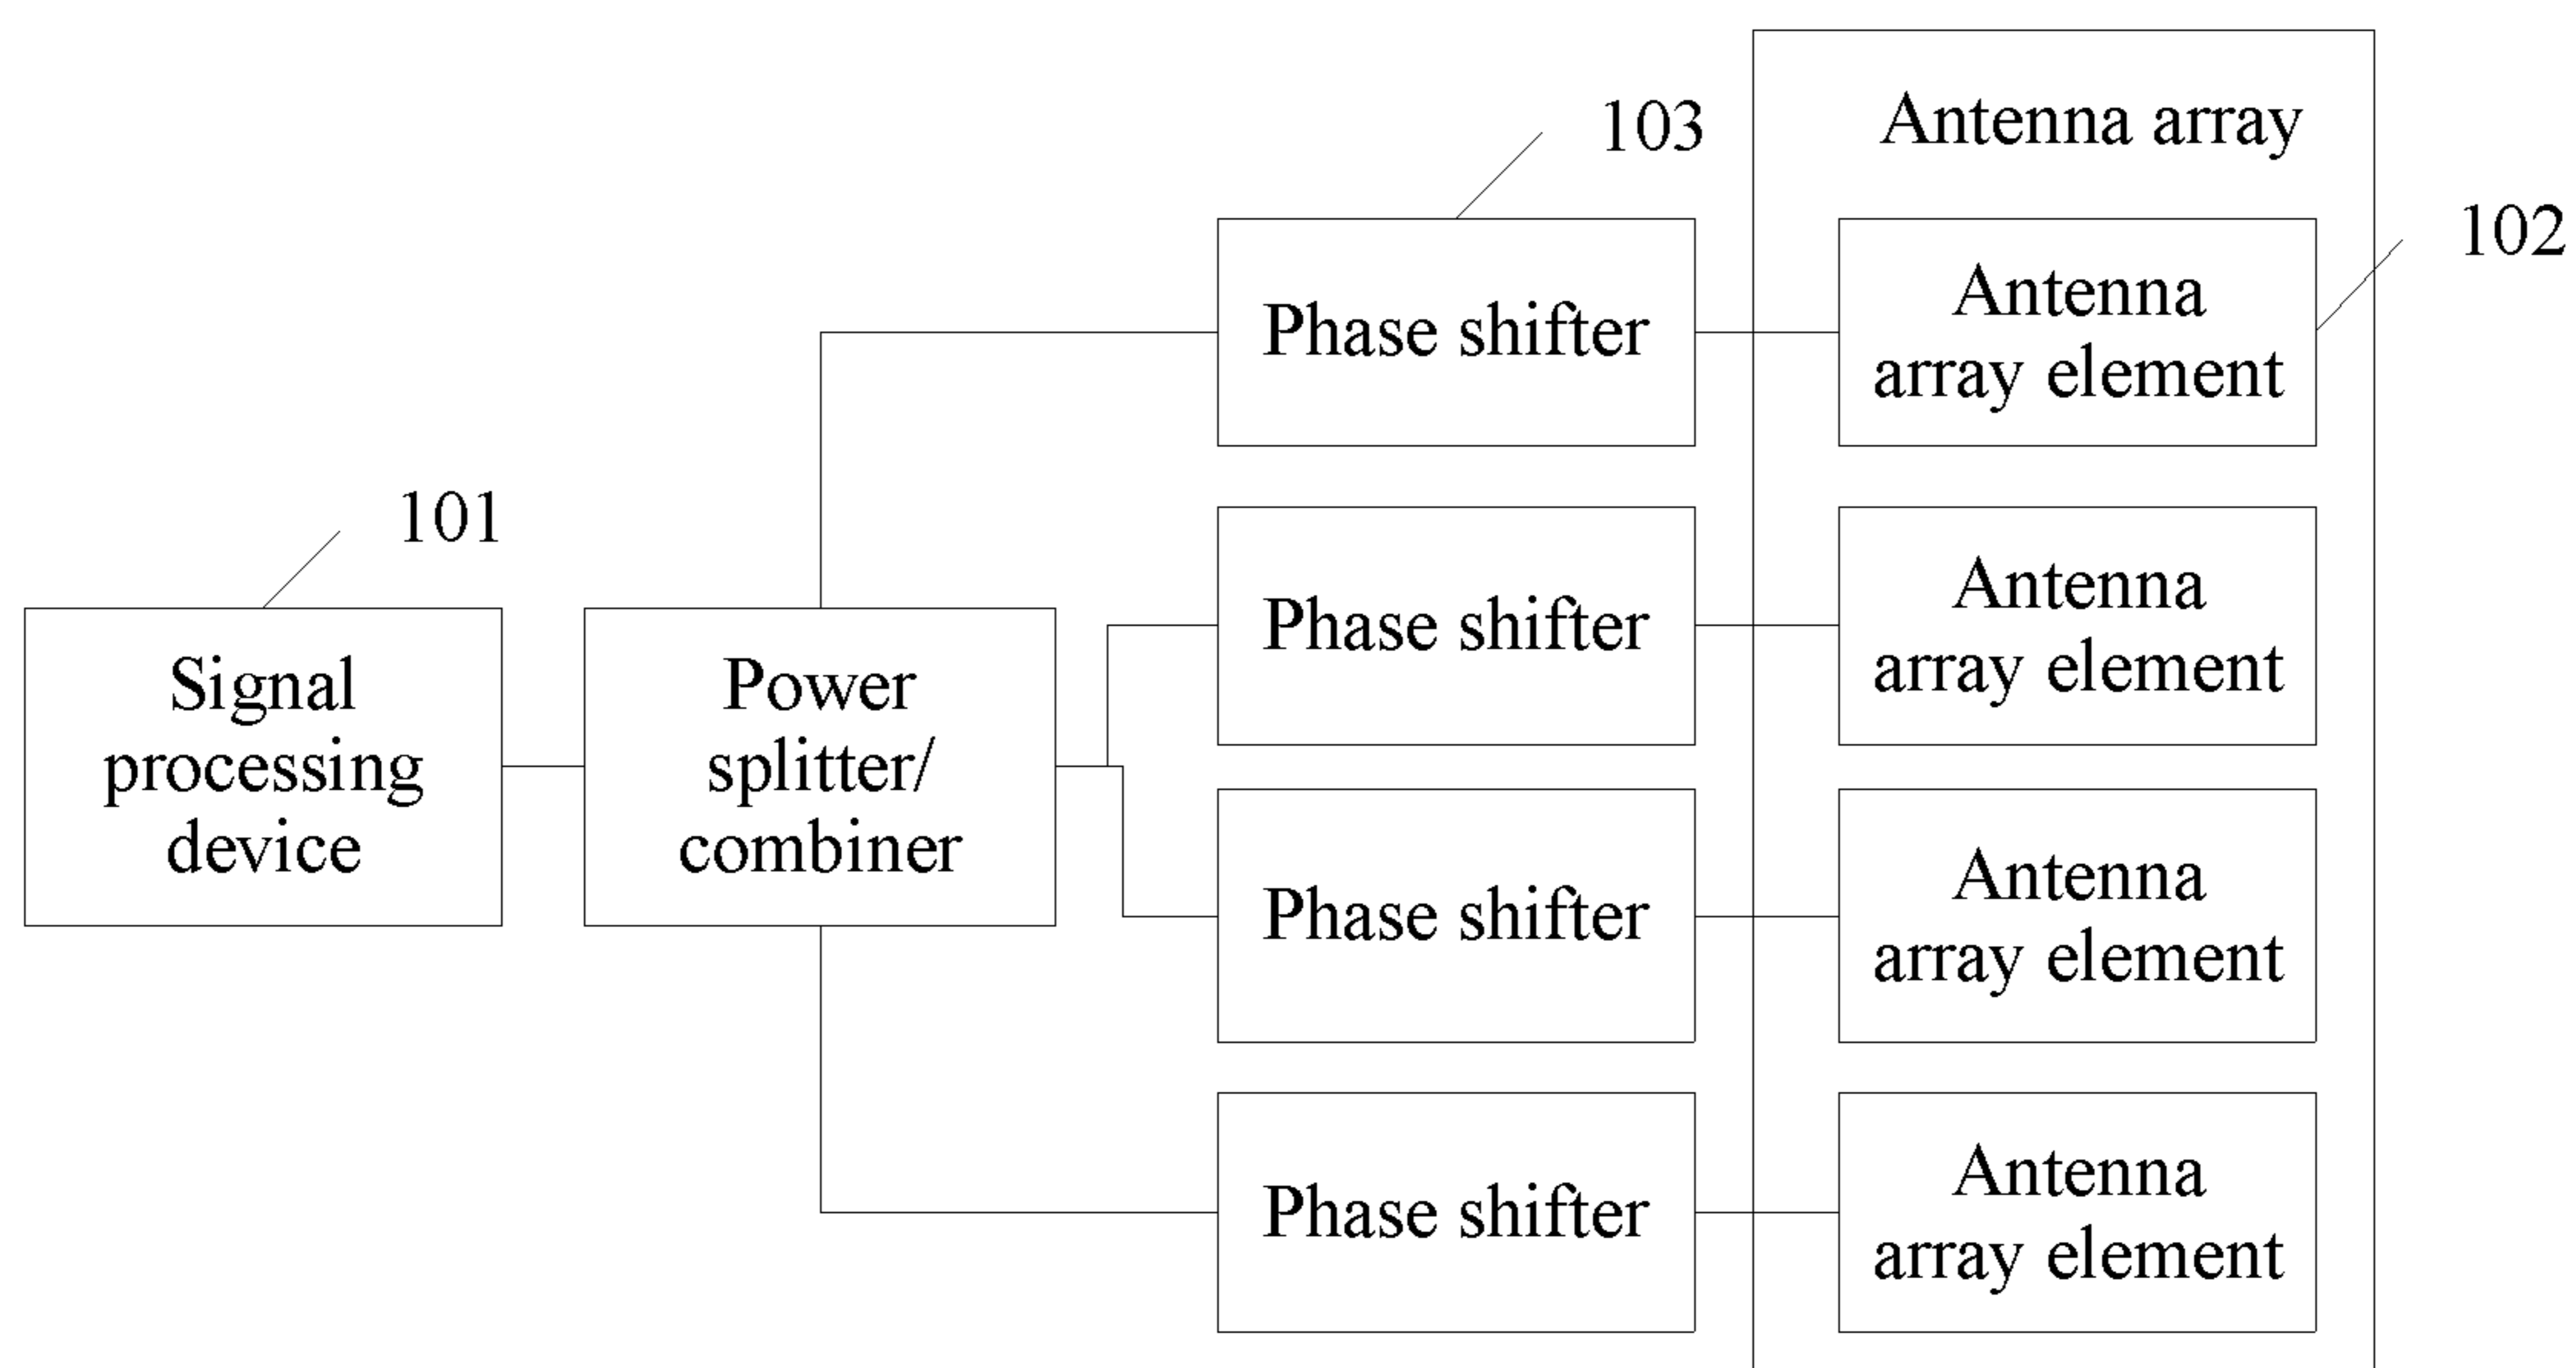 Antenna array
103
102
Phase shifter
Antenna
array element
101
Signal
processing
device
Power
splitter/
combiner
Phase shifter
Antenna
array element
Phase shifter
Antenna
array element
Phase shifter
Antenna
array element